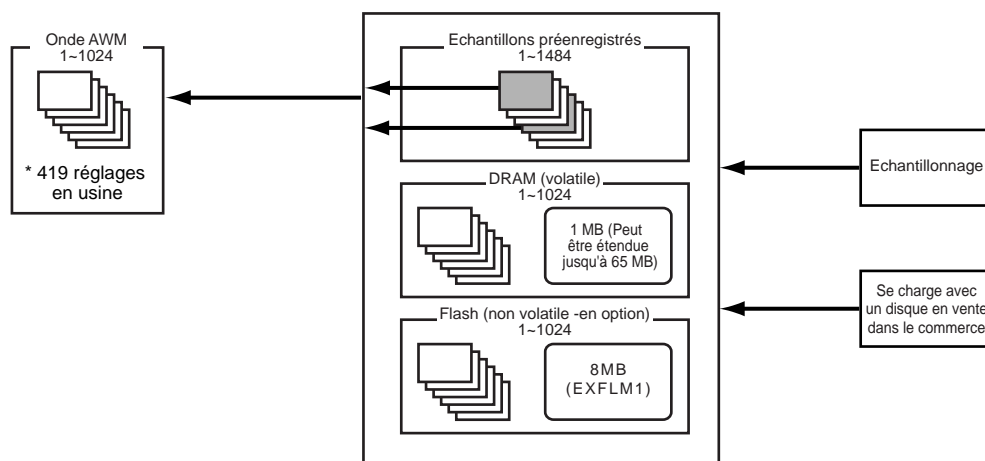 Onde AWM
1~1024
* 419 réglages
en usine
Echantillons préenregistrés
1~1484
DRAM (volatile)
1~1024
1 MB (Peut
être étendue
jusqu'à 65 MB)
Flash (non volatile -en option)
1~1024
8MB
(EXFLM1)
Echantillonnage
Se charge avec
un disque en vente
dans le commerce